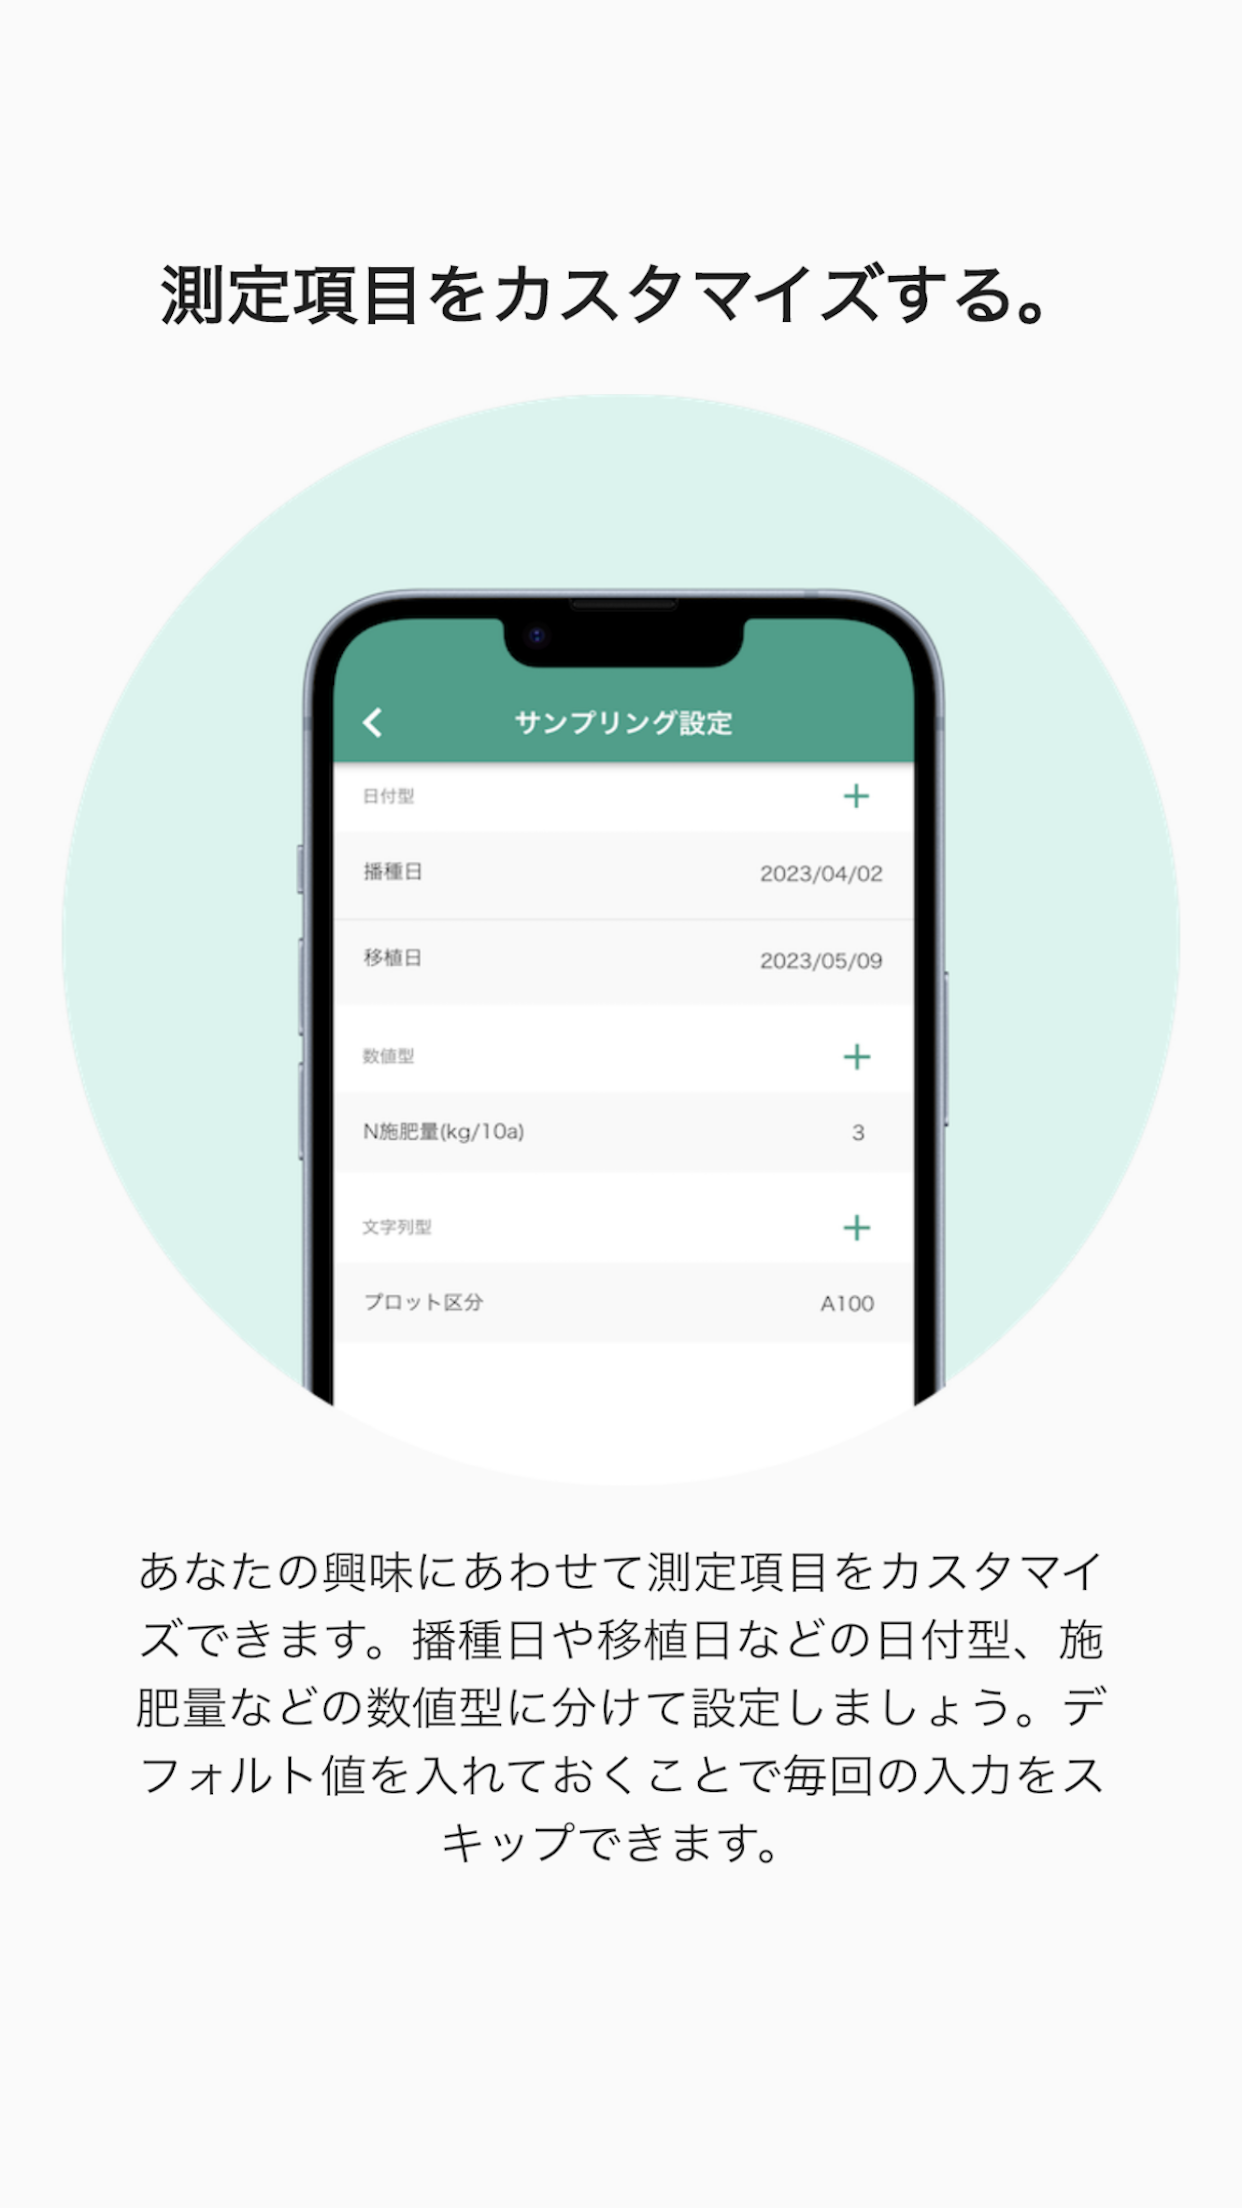 測定項目をカスタマイズする。
サンプリング設定
日付型 +
播種日 2023/04/02
移植日 2023/05/09
数値型 +
N施肥量(kg/10a) 3
文字列型 +
プロット区分 A100
あなたの興味にあわせて測定項目をカスタマイ
ズできます。播種日や移植日などの日付型、施
肥量などの数値型に分けて設定しましょう。デ
フォルト値を入れておくことで毎回の入力をス
キップできます。